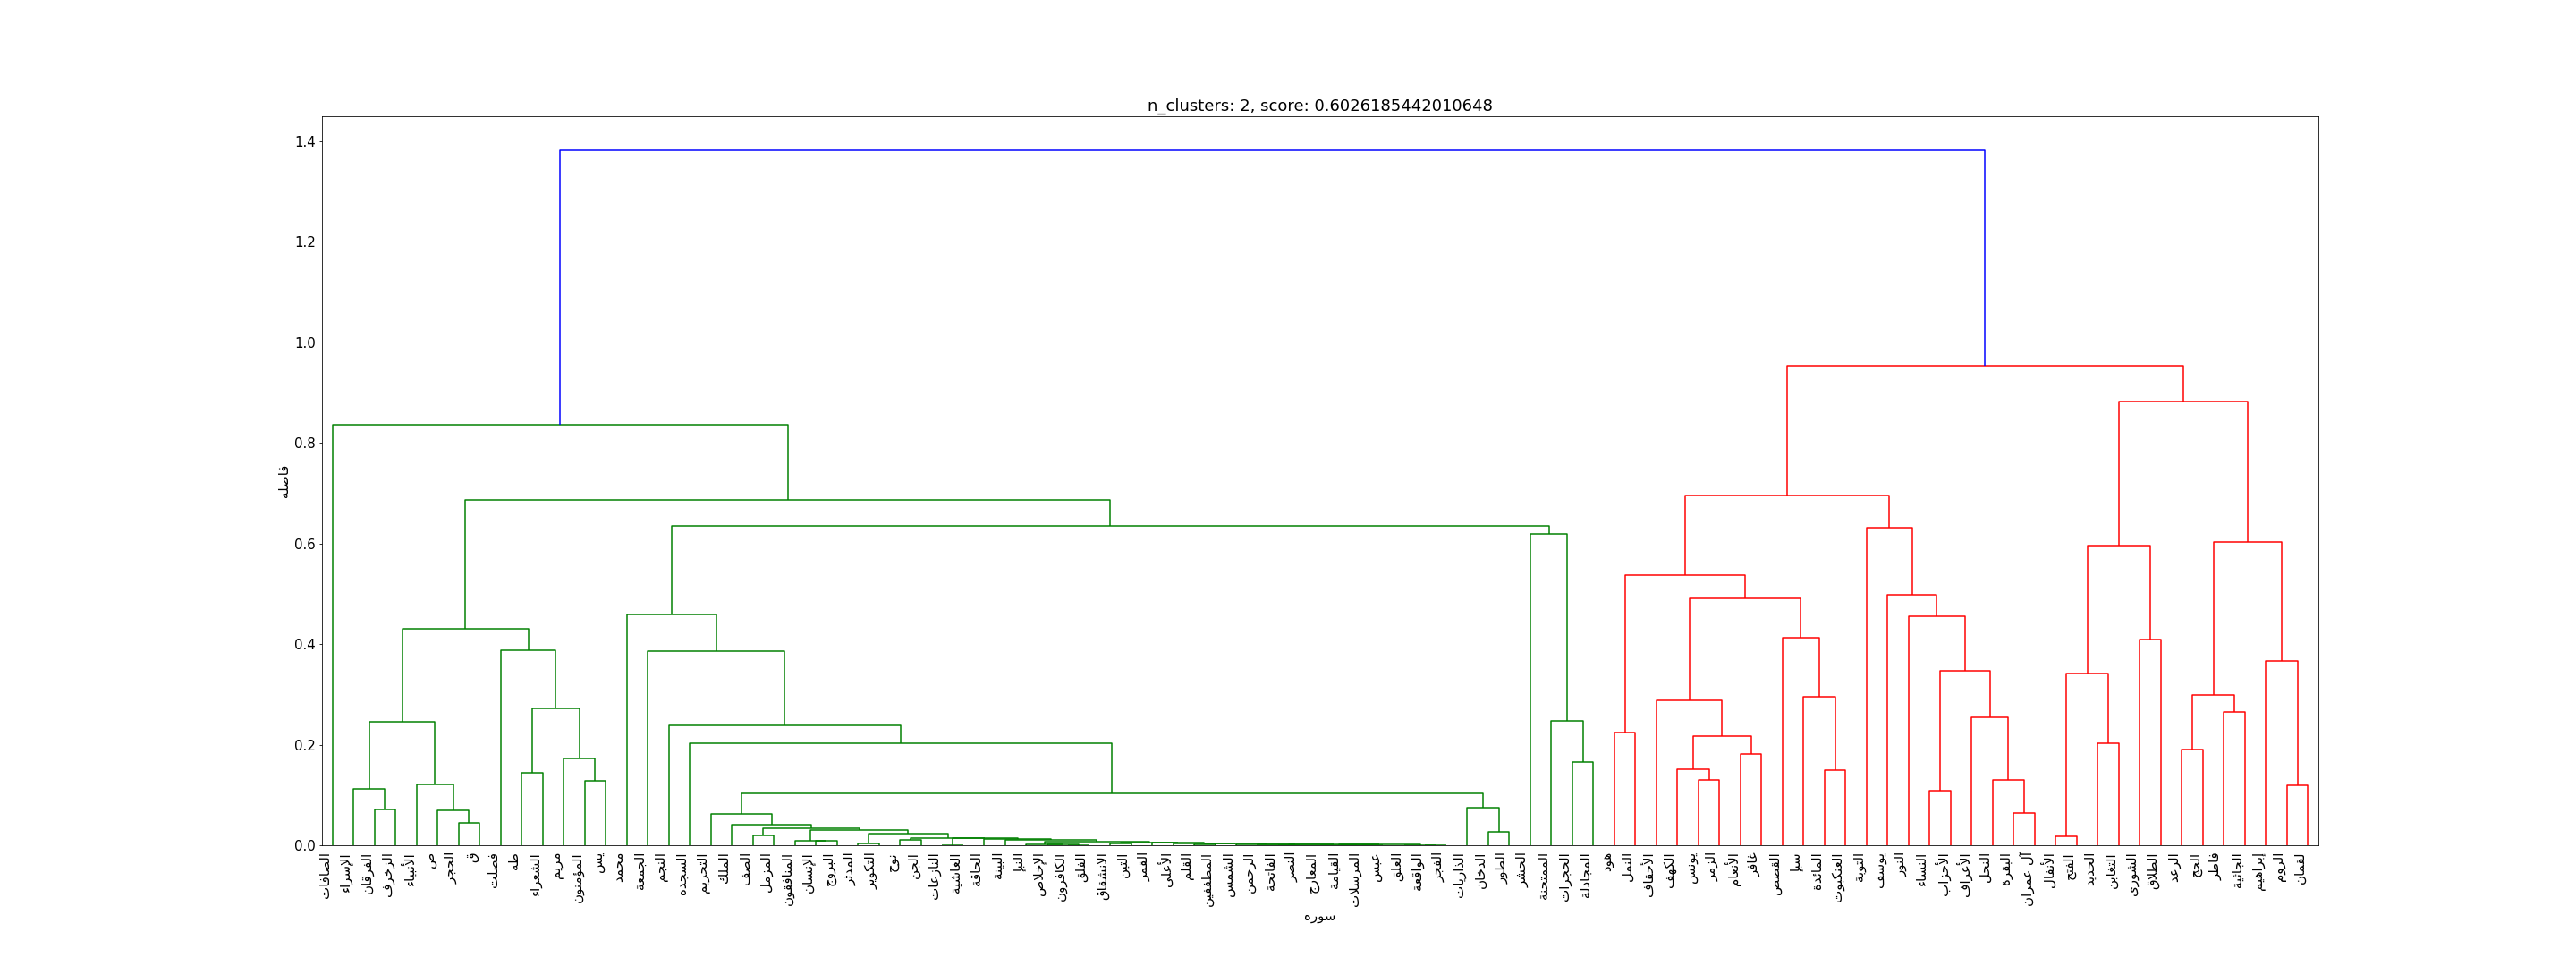 n_clusters: 2, score: 0.6026185442010648
1.4
1.2
1.0
0.8
0.6
0.4
0.2
0.0
فاصله
الصافات
الإسراء
الفرقان
الزخرف
الأنبياء
ص
الحجر
ق
فصلت
طه
الشعراء
مريم
المؤمنون
يس
محمد
الجمعة
النجم
السجده
التحريم
الملك
الصف
المزمل
المنافقون
الإنسان
البروج
المدثر
التكوير
نوح
الجن
النازعات
الغاشية
الحاقة
البينة
النبإ
الإخلاص
الكافرون
الفلق
الانشقاق
التين
القمر
الأعلى
القلم
المطففين
الشمس
الرحمن
الفاتحة
النصر
المعارج
القيامة
المرسلات
عبس
العلق
الواقعة
الفجر
الذاريات
الدخان
الطور
الحشر
الممتحنة
الحجرات
المجادلة
هود
النمل
الأحقاف
الكهف
يونس
الزمر
الأنعام
غافر
القصص
سبإ
المائدة
العنكبوت
التوبة
يوسف
النور
النساء
الأحزاب
الأعراف
النحل
البقرة
آل عمران
الأنفال
الفتح
الحديد
التغابن
الشورى
الطلاق
الرعد
الحج
فاطر
الجاثية
إبراهيم
الروم
لقمان
سوره